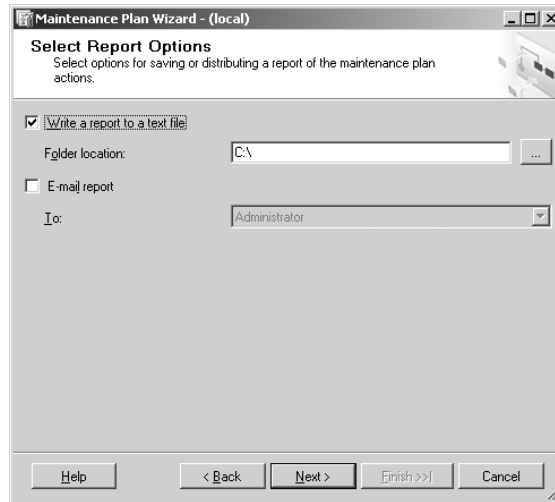 Maintenance Plan Wizard - (local)
Select Report Options
Select options for saving or distributing a report of the maintenance plan
actions.
Write a report to a text file
Folder location:
C:\
...
E-mail report
To:
Administrator
Help
< Back
Next >
Finish >>|
Cancel